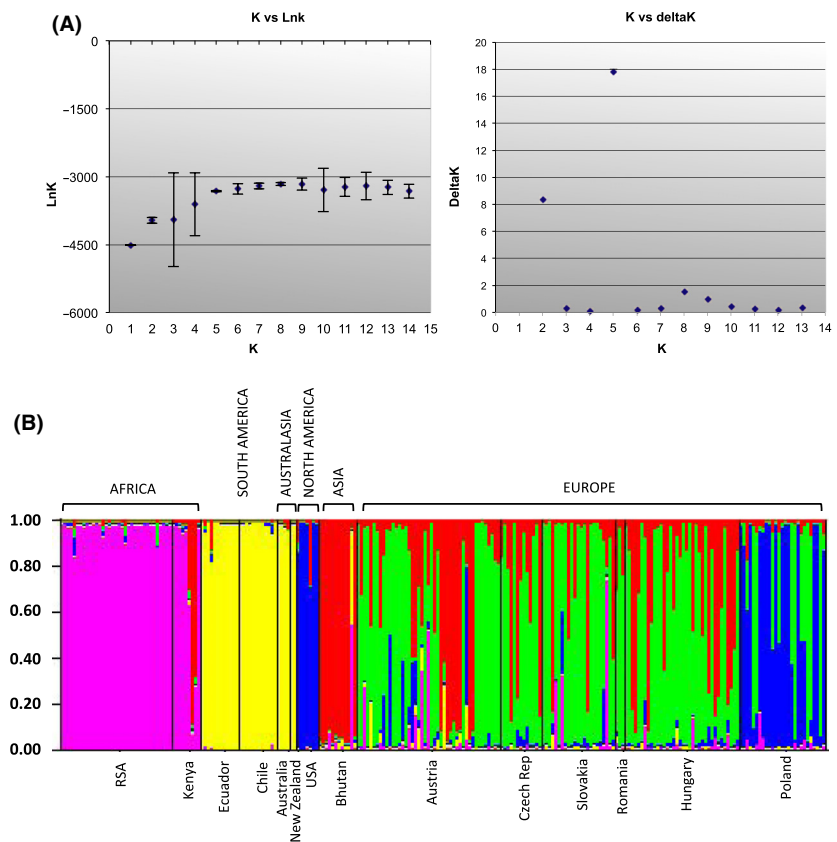 (A)
K vs Lnk
K vs deltaK
LnK
0
−1500
−3000
−4500
−6000
0 1 2 3 4 5 6 7 8 9 10 11 12 13 14 15
K
DeltaK
20
18
16
14
12
10
8
6
4
2
0
0 1 2 3 4 5 6 7 8 9 10 11 12 13 14
K
(B)
AFRICA
SOUTH AMERICA
AUSTRALASIA
NORTH AMERICA
ASIA
EUROPE
1.00
0.80
0.60
0.40
0.20
0.00
RSA
Kenya
Ecuador
Chile
Australia
New Zealand
USA
Bhutan
Austria
Czech Rep
Slovakia
Romania
Hungary
Poland